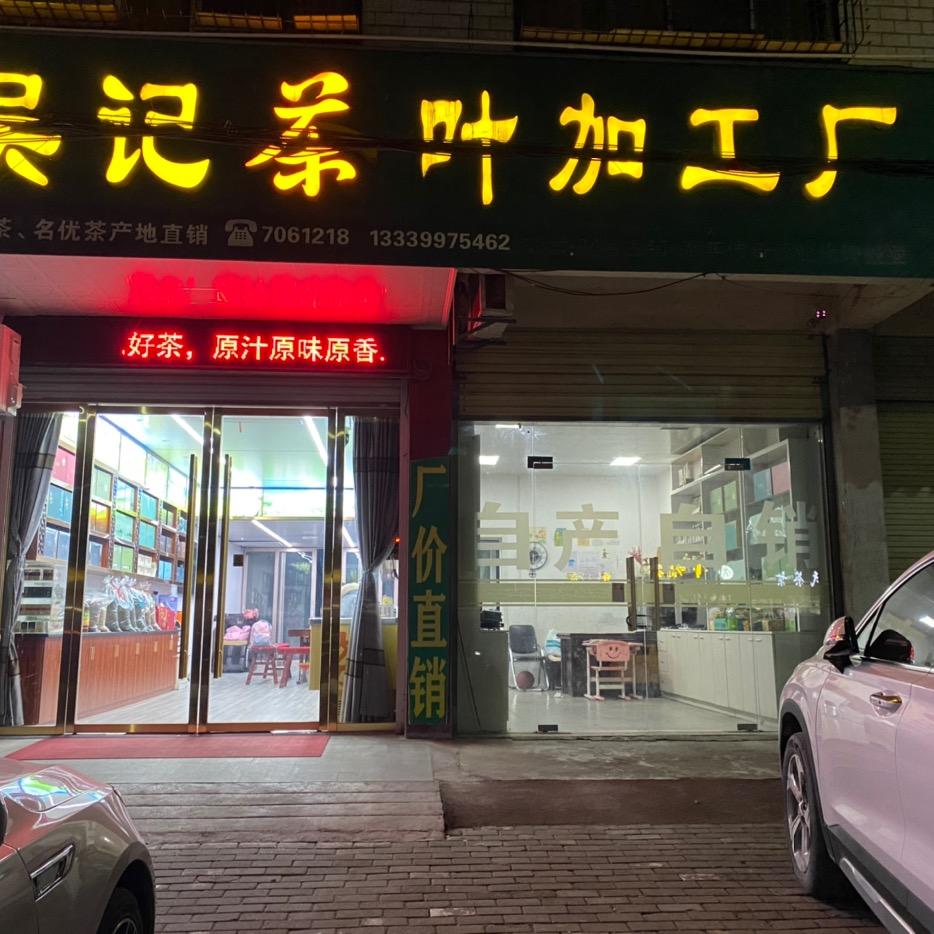 吴记茶叶加工厂
茶、名优茶产地直销 7061218 13339975462
好茶，原汁原味原香.
厂价直销
自产自销